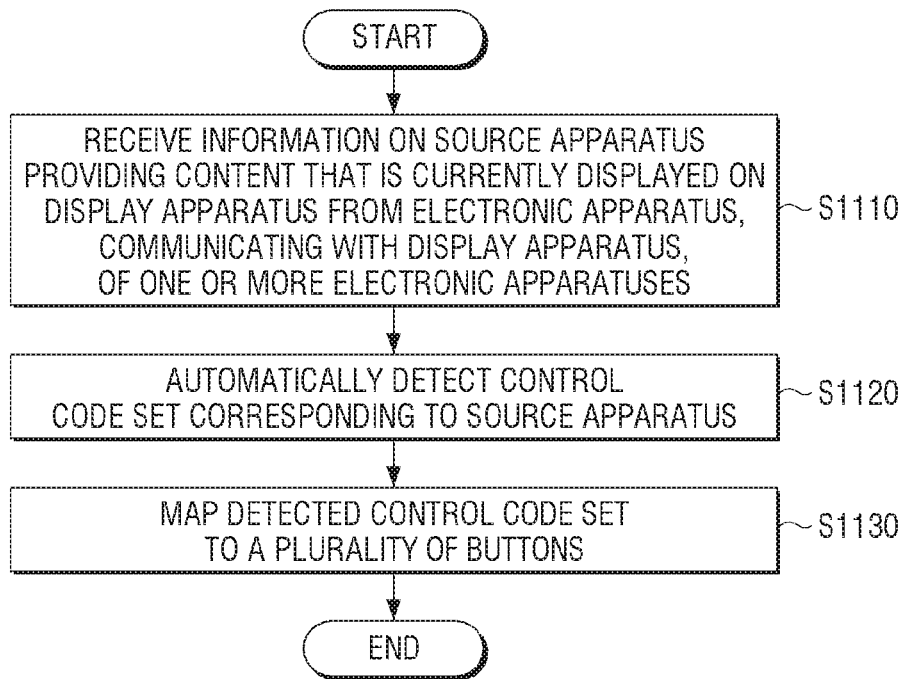 START
RECEIVE INFORMATION ON SOURCE APPARATUS
PROVIDING CONTENT THAT IS CURRENTLY DISPLAYED ON
DISPLAY APPARATUS FROM ELECTRONIC APPARATUS,
COMMUNICATING WITH DISPLAY APPARATUS,
OF ONE OR MORE ELECTRONIC APPARATUSES
S1110
AUTOMATICALLY DETECT CONTROL
CODE SET CORRESPONDING TO SOURCE APPARATUS
S1120
MAP DETECTED CONTROL CODE SET
TO A PLURALITY OF BUTTONS
S1130
END